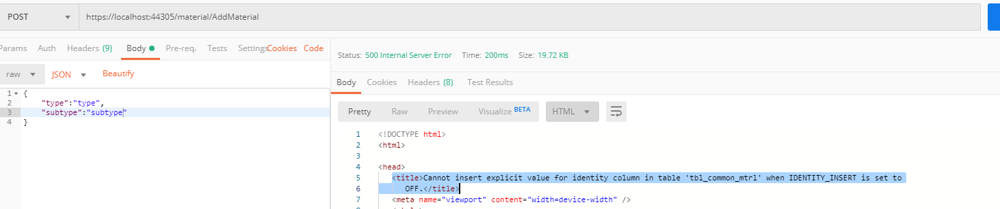 POST https://localhost:44305/material/AddMaterial
Params Auth Headers (9) Body Pre-req. Tests Settings Cookies Code
raw JSON Beautify
1 {
2 "type":"type",
3 "subtype":"subtype"
4 }
Status: 500 Internal Server Error Time: 200ms Size: 19.72 KB
Body Cookies Headers (8) Test Results
Pretty Raw Preview Visualize BETA HTML
1 <!DOCTYPE html>
2 <html>
3
4 <head>
5 <title>Cannot insert explicit value for identity column in table 'tbl_common_mtrl' when IDENTITY_INSERT is set to
6 OFF.</title>
7 <meta name="viewport" content="width=device-width" />